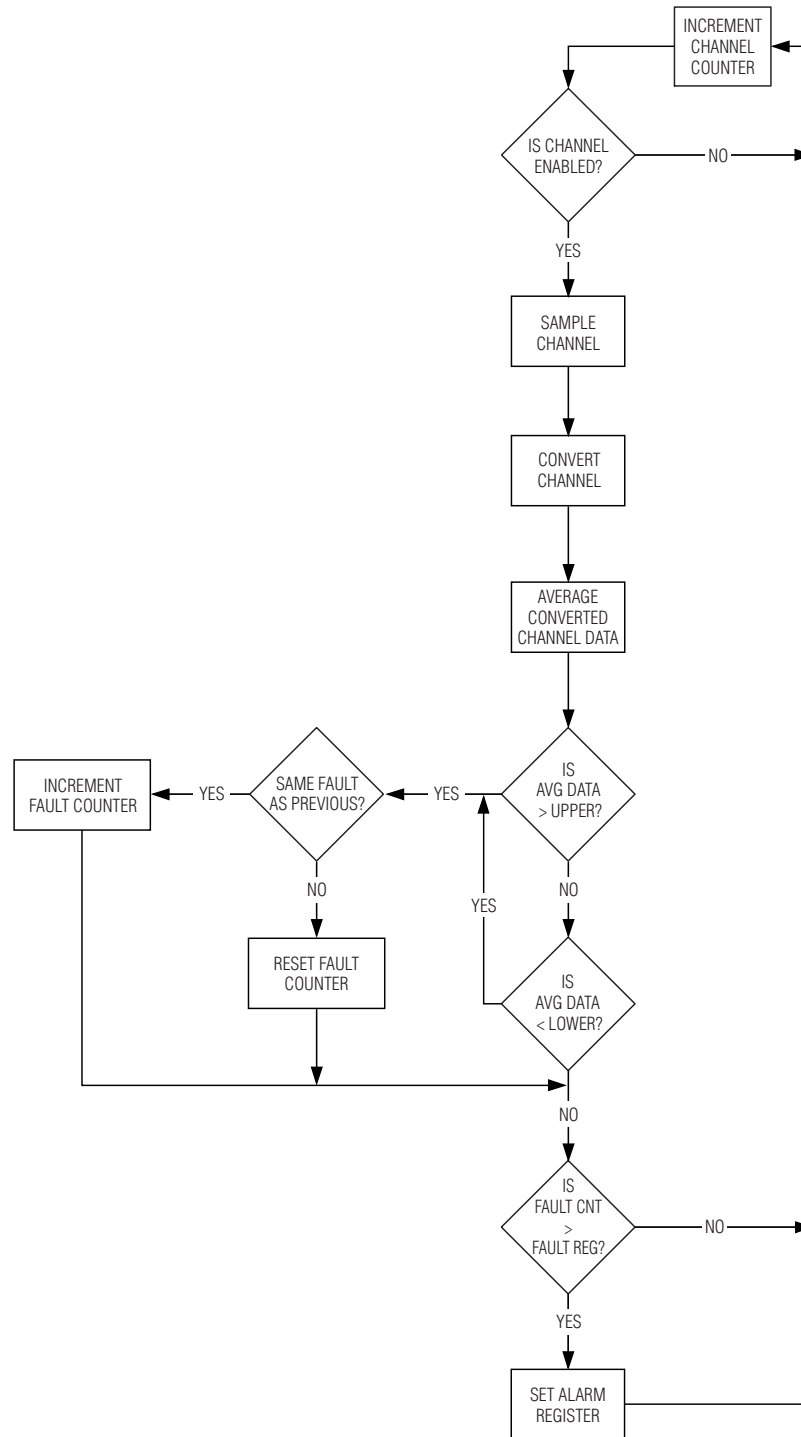 INCREMENT
CHANNEL
COUNTER
IS CHANNEL
ENABLED?
NO
YES
SAMPLE
CHANNEL
CONVERT
CHANNEL
AVERAGE
CONVERTED
CHANNEL DATA
IS
AVG DATA
> UPPER?
YES
SAME FAULT
AS PREVIOUS?
YES
INCREMENT
FAULT COUNTER
NO
NO
YES
RESET FAULT
COUNTER
IS
AVG DATA
< LOWER?
NO
IS
FAULT CNT
>
FAULT REG?
NO
YES
SET ALARM
REGISTER